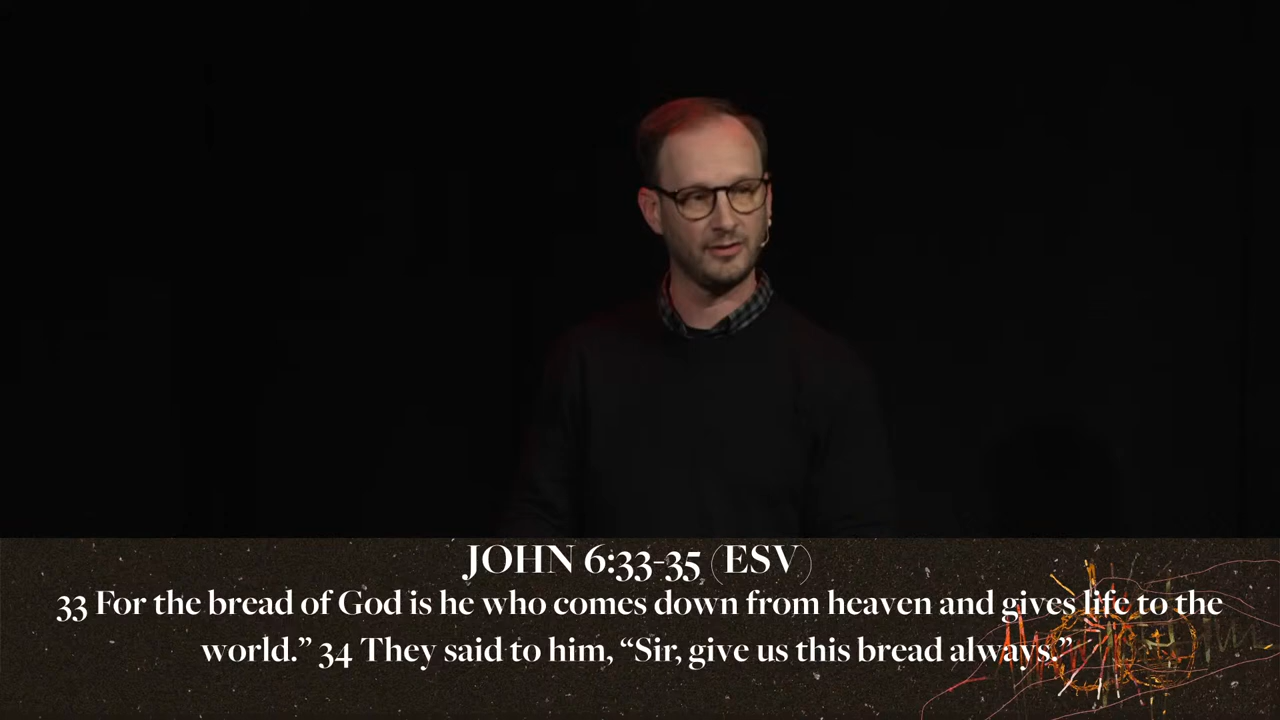 JOHN 6:33-35 (ESV)
33 For the bread of God is he who comes down from heaven and gives life to the
world.” 34 They said to him, “Sir, give us this bread always.”